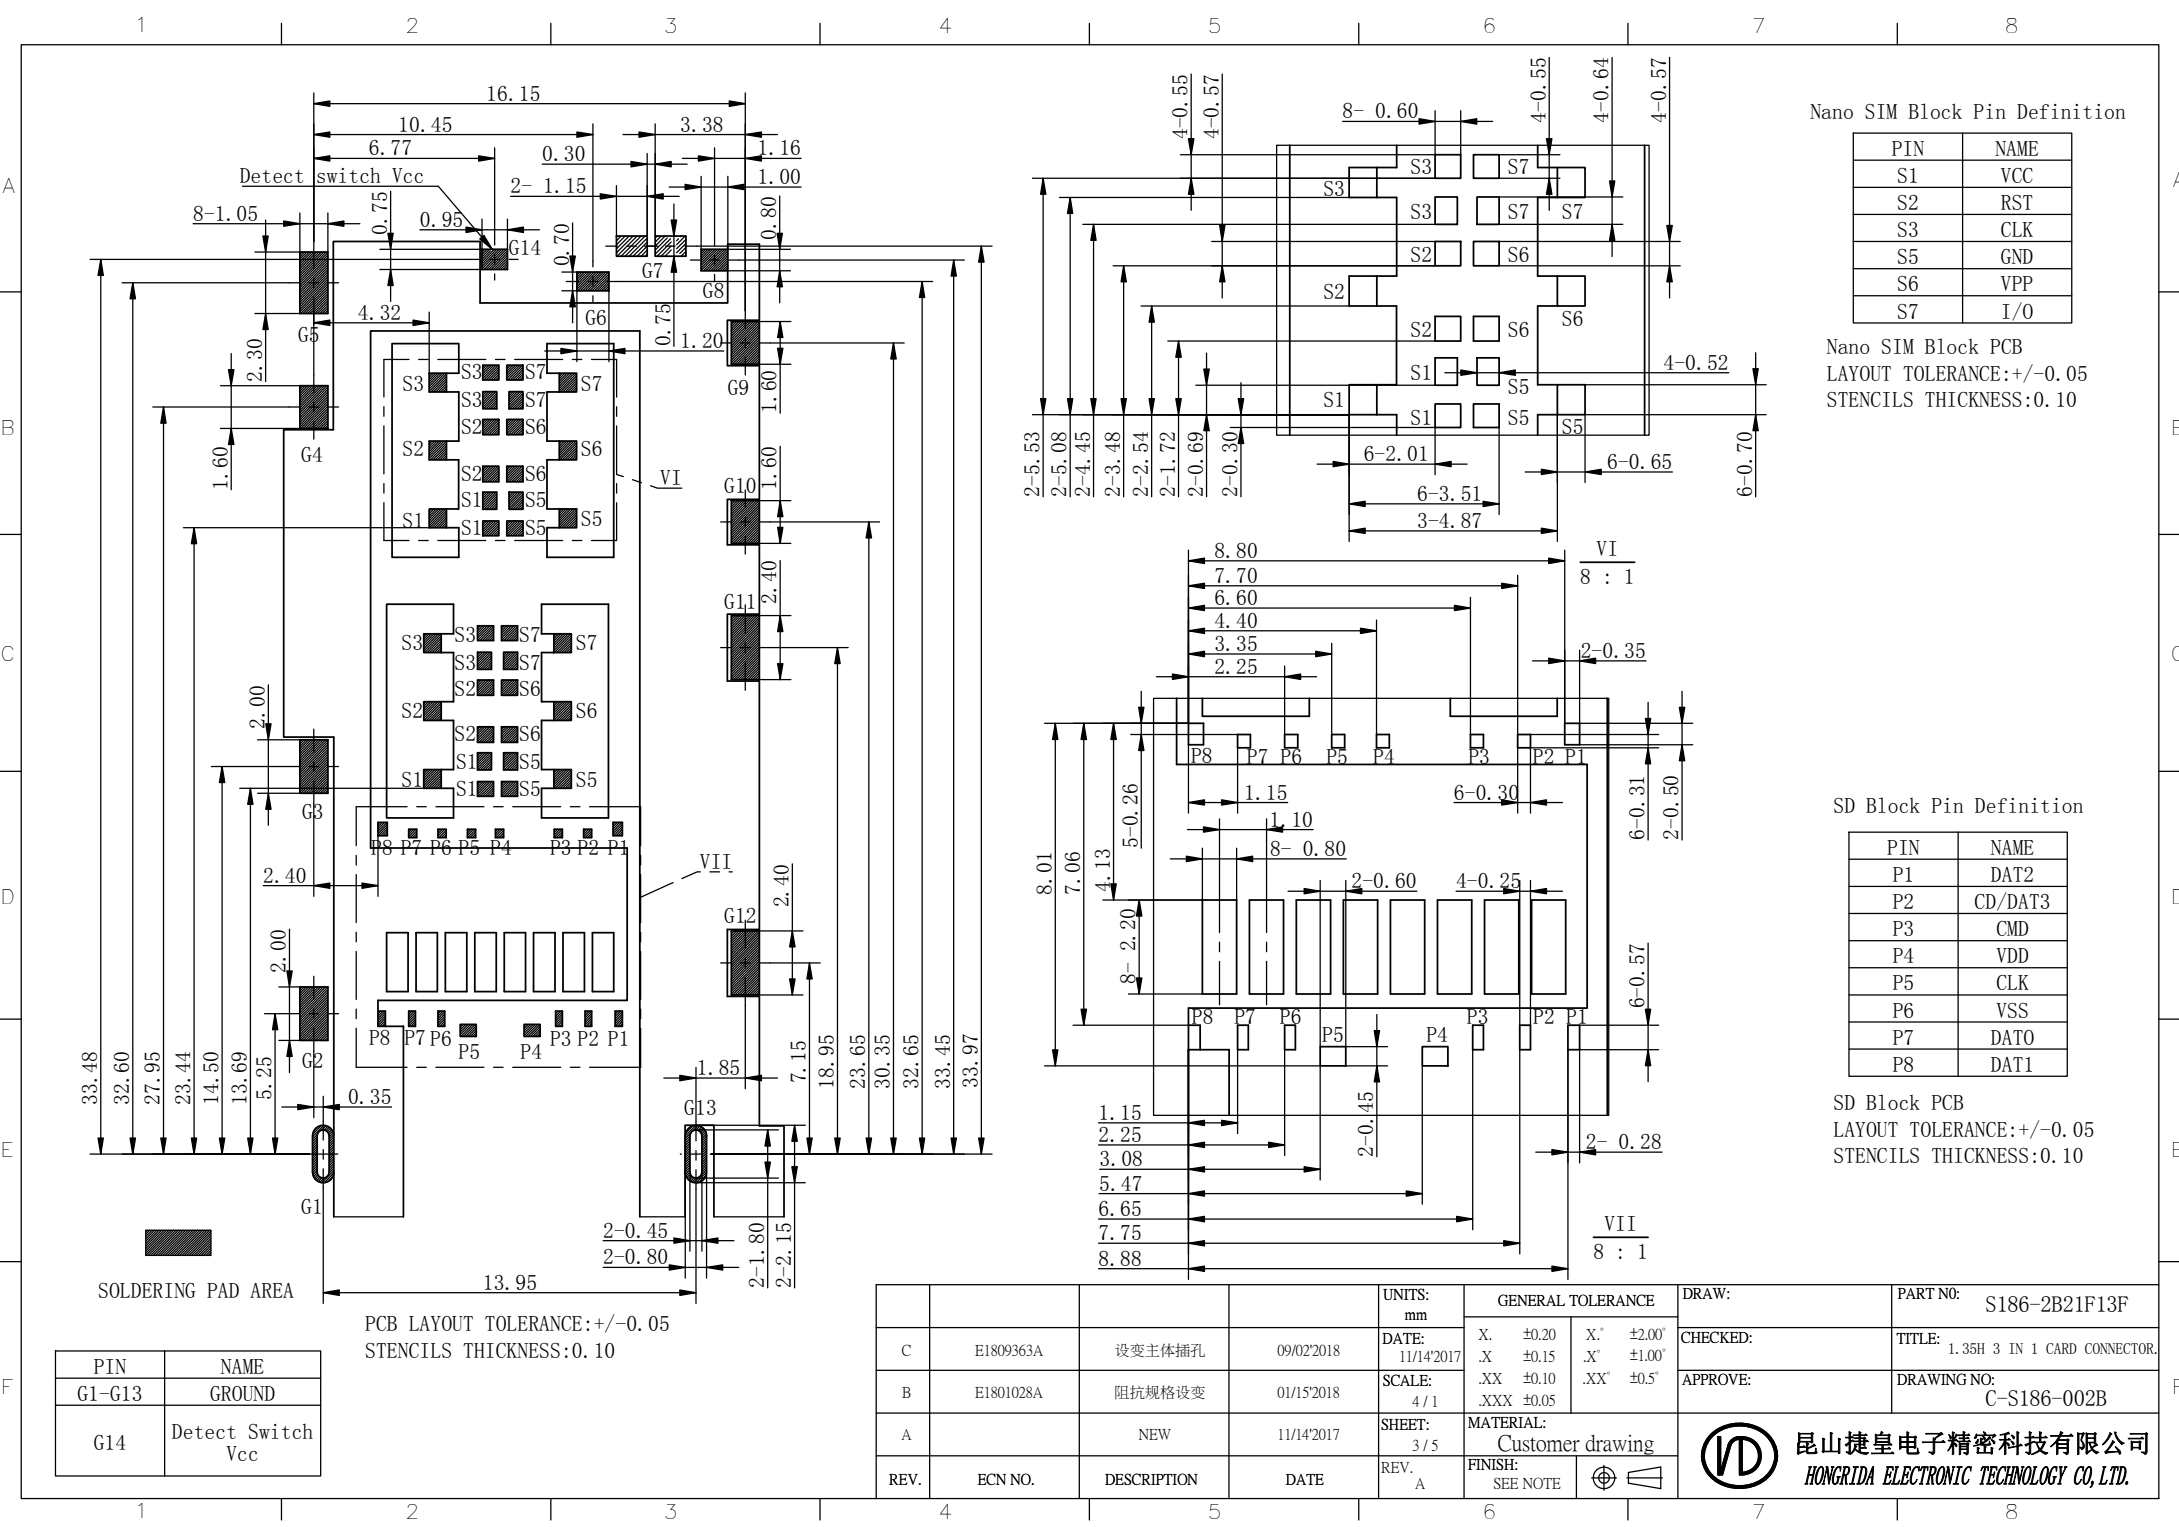 1 2 3 4 5 6 7 8
A
B
C
D
E
F
16.15
10.45
3.38
6.77
0.30
1.16
Detect switch Vcc
2- 1.15
1.00
8-1.05
0.75
0.95
G14
0.70
0.80
G7
G8
G5
4.32
G6
0.75
1.20
2.30
G9
1.60
S3 S3 S7 S7
S3 S7
S2 S6
S2 S6
S2 S6
S1 S5
S1 S5
S1 S5
G4
1.60
VI
G10
1.60
G11
2.40
S3 S3 S7 S7
S3 S7
S2 S6
S2 S6
S2 S6
S1 S5
S1 S5
S1 S5
2.00
G3
P8 P7 P6 P5 P4 P3 P2 P1
VII
2.40
G12
2.40
2.00
G2
P8 P7 P6 P5 P4 P3 P2 P1
33.48
32.60
27.95
23.44
14.50
13.69
5.25
0.35
1.85
7.15
18.95
23.65
30.35
32.65
33.45
33.97
G13
G1
2-0.45
2-0.80
2-1.80
2-2.15
13.95
SOLDERING PAD AREA
PCB LAYOUT TOLERANCE:+/-0.05
STENCILS THICKNESS:0.10
PIN NAME
G1-G13 GROUND
G14 Detect Switch
Vcc
4-0.55
4-0.57
8- 0.60
4-0.55
4-0.64
4-0.57
S3 S7
S3 S7
S3 S7
S2 S6
S2 S6
S2 S6
S1 S5
S1 S5
S1 S5
4-0.52
2-5.53
2-5.08
2-4.45
2-3.48
2-2.54
2-1.72
2-0.69
2-0.30
6-2.01
6-0.65
6-0.70
6-3.51
3-4.87
VI
8 : 1
8.80
7.70
6.60
4.40
3.35
2.25
2-0.35
P8 P7 P6 P5 P4 P3 P2 P1
8.01
7.06
4.13
5-0.26
1.15
6-0.30
1.10
8- 0.80
6-0.31
2-0.50
2-0.60
4-0.25
8- 2.20
6-0.57
P8 P7 P6 P5 P4 P3 P2 P1
2-0.45
1.15
2.25
3.08
5.47
6.65
7.75
8.88
2- 0.28
VII
8 : 1
Nano SIM Block Pin Definition
PIN NAME
S1 VCC
S2 RST
S3 CLK
S5 GND
S6 VPP
S7 I/O
Nano SIM Block PCB
LAYOUT TOLERANCE:+/-0.05
STENCILS THICKNESS:0.10
SD Block Pin Definition
PIN NAME
P1 DAT2
P2 CD/DAT3
P3 CMD
P4 VDD
P5 CLK
P6 VSS
P7 DAT0
P8 DAT1
SD Block PCB
LAYOUT TOLERANCE:+/-0.05
STENCILS THICKNESS:0.10
C E1809363A 设变主体插孔 09/02'2018
B E1801028A 阻抗规格设变 01/15'2018
A NEW 11/14'2017
REV. ECN NO. DESCRIPTION DATE
UNITS:
mm
DATE:
11/14'2017
SCALE:
4 / 1
SHEET:
3 / 5
REV.
A
GENERAL TOLERANCE
X. ±0.20 X.° ±2.00°
.X ±0.15 .X° ±1.00°
.XX ±0.10 .XX° ±0.5°
.XXX ±0.05
MATERIAL:
Customer drawing
FINISH:
SEE NOTE
DRAW:
CHECKED:
APPROVE:
PART N0:
S186-2B21F13F
TITLE:
1.35H 3 IN 1 CARD CONNECTOR.
DRAWING NO:
C-S186-002B
昆山捷皇电子精密科技有限公司
HONGRIDA ELECTRONIC TECHNOLOGY CO,LTD.
1 2 3 4 5 6 7 8